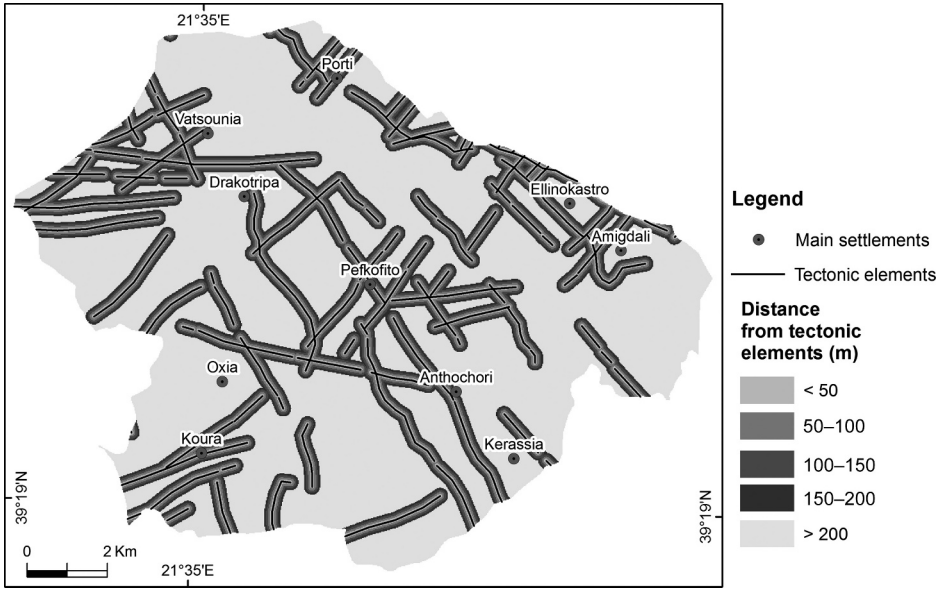 21°35'E
Porti
Vatsounia
Drakotripa
Ellinokastro
Amigdali
Pefkofito
Oxia
Anthochori
Koura
Kerassia
39°19'N
39°19'N
0 2 Km
21°35'E
Legend
Main settlements
Tectonic elements
Distance
from tectonic
elements (m)
< 50
50–100
100–150
150–200
> 200